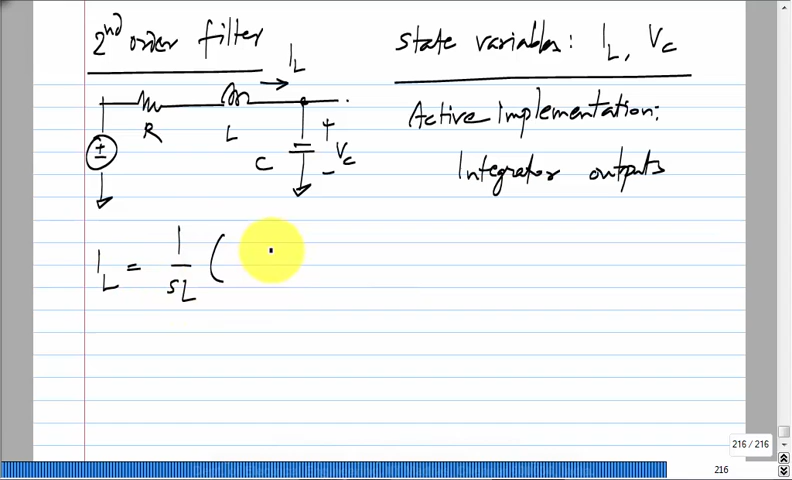 2nd order filter
state variables: IL, VC
IL
R
L
C
+
VC
-
±
Active Implementation:
Integrator outputs
IL = 1/sL (
216 / 216
216